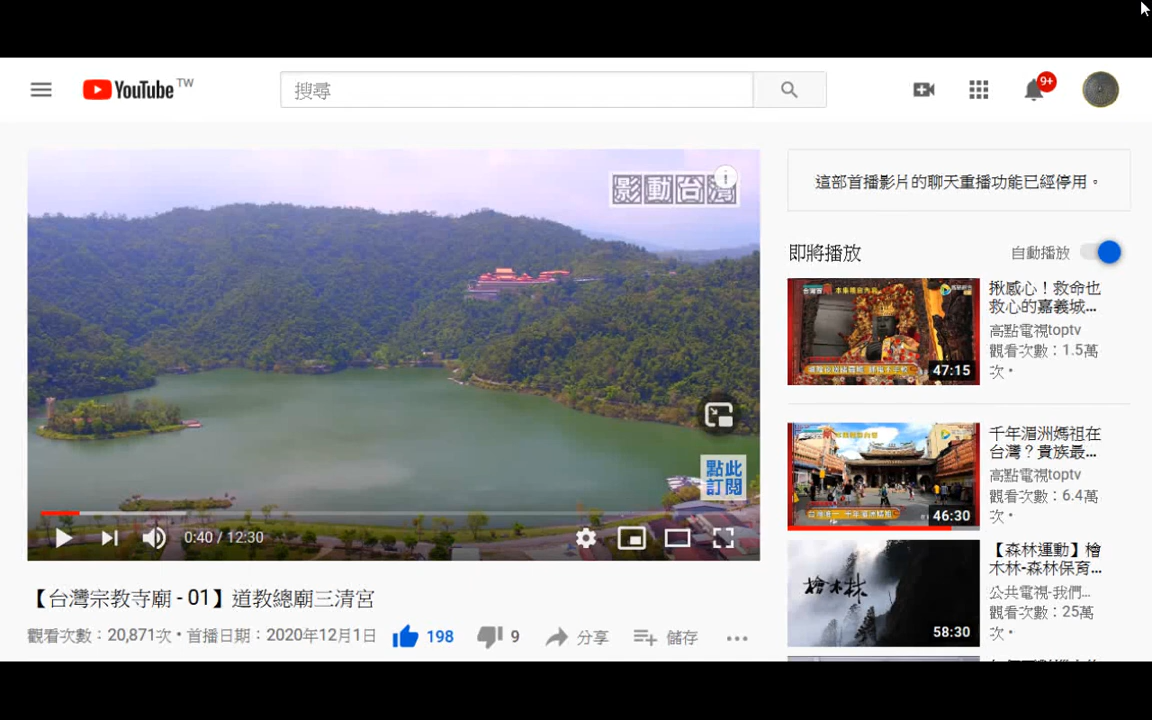 YouTube TW
搜尋
9+
影動台灣
i
點此
訂閱
0:40 / 12:30
【台灣宗教寺廟 - 01】道教總廟三清宮
觀看次數：20,871次 • 首播日期：2020年12月1日
198
9
分享
儲存
這部首播影片的聊天重播功能已經停用。
即將播放
自動播放
47:15
揪感心！救命也
救心的嘉義城...
高點電視toptv
觀看次數：1.5萬
次 •
46:30
千年湄洲媽祖在
台灣？貴族最...
高點電視toptv
觀看次數：6.4萬
次 •
檜木林
58:30
【森林運動】檜
木林-森林保育...
公共電視-我們...
觀看次數：25萬
次 •